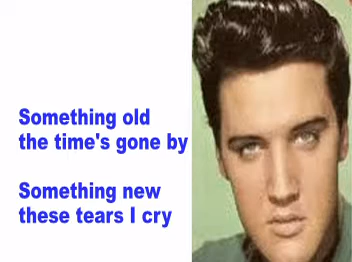 Something old
the time's gone by
Something new
these tears I cry